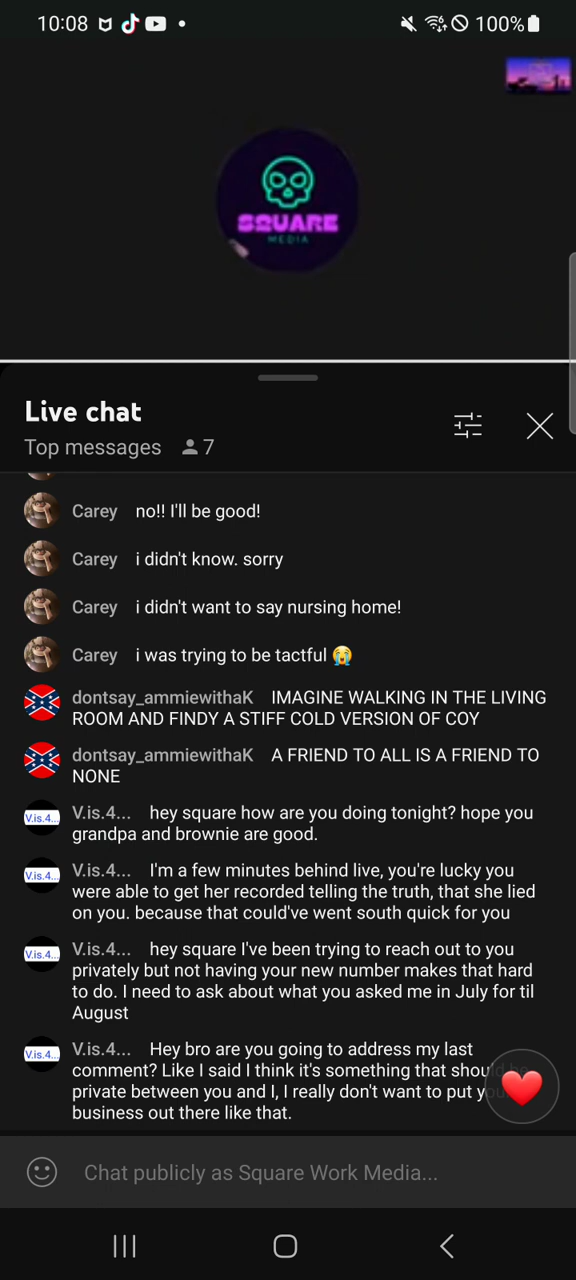 10:08
100%
SQUARE
MEDIA
Live chat
Top messages 7
Carey no!! I'll be good!
Carey i didn't know. sorry
Carey i didn't want to say nursing home!
Carey i was trying to be tactful 😭
dontsay_ammiewithaK IMAGINE WALKING IN THE LIVING
ROOM AND FINDY A STIFF COLD VERSION OF COY
dontsay_ammiewithaK A FRIEND TO ALL IS A FRIEND TO
NONE
V.is.4...
V.is.4... hey square how are you doing tonight? hope you
grandpa and brownie are good.
V.is.4...
V.is.4... I'm a few minutes behind live, you're lucky you
were able to get her recorded telling the truth, that she lied
on you. because that could've went south quick for you
V.is.4...
V.is.4... hey square I've been trying to reach out to you
privately but not having your new number makes that hard
to do. I need to ask about what you asked me in July for til
August
V.is.4...
V.is.4... Hey bro are you going to address my last
comment? Like I said I think it's something that should be
private between you and I, I really don't want to put your
business out there like that.
Chat publicly as Square Work Media...